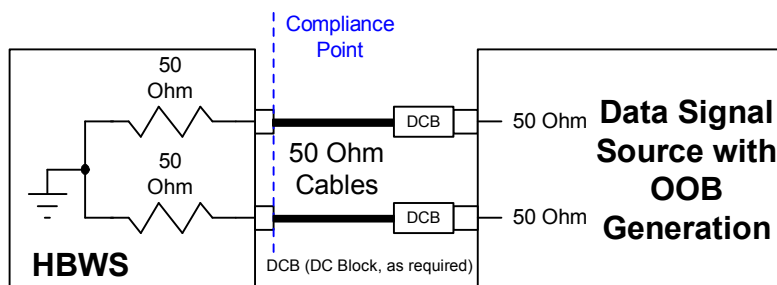 Compliance
Point
50
Ohm
DCB
50 Ohm
50
Ohm
50 Ohm
Cables
DCB
50 Ohm
Data Signal
Source with
OOB
Generation
HBWS
DCB (DC Block, as required)